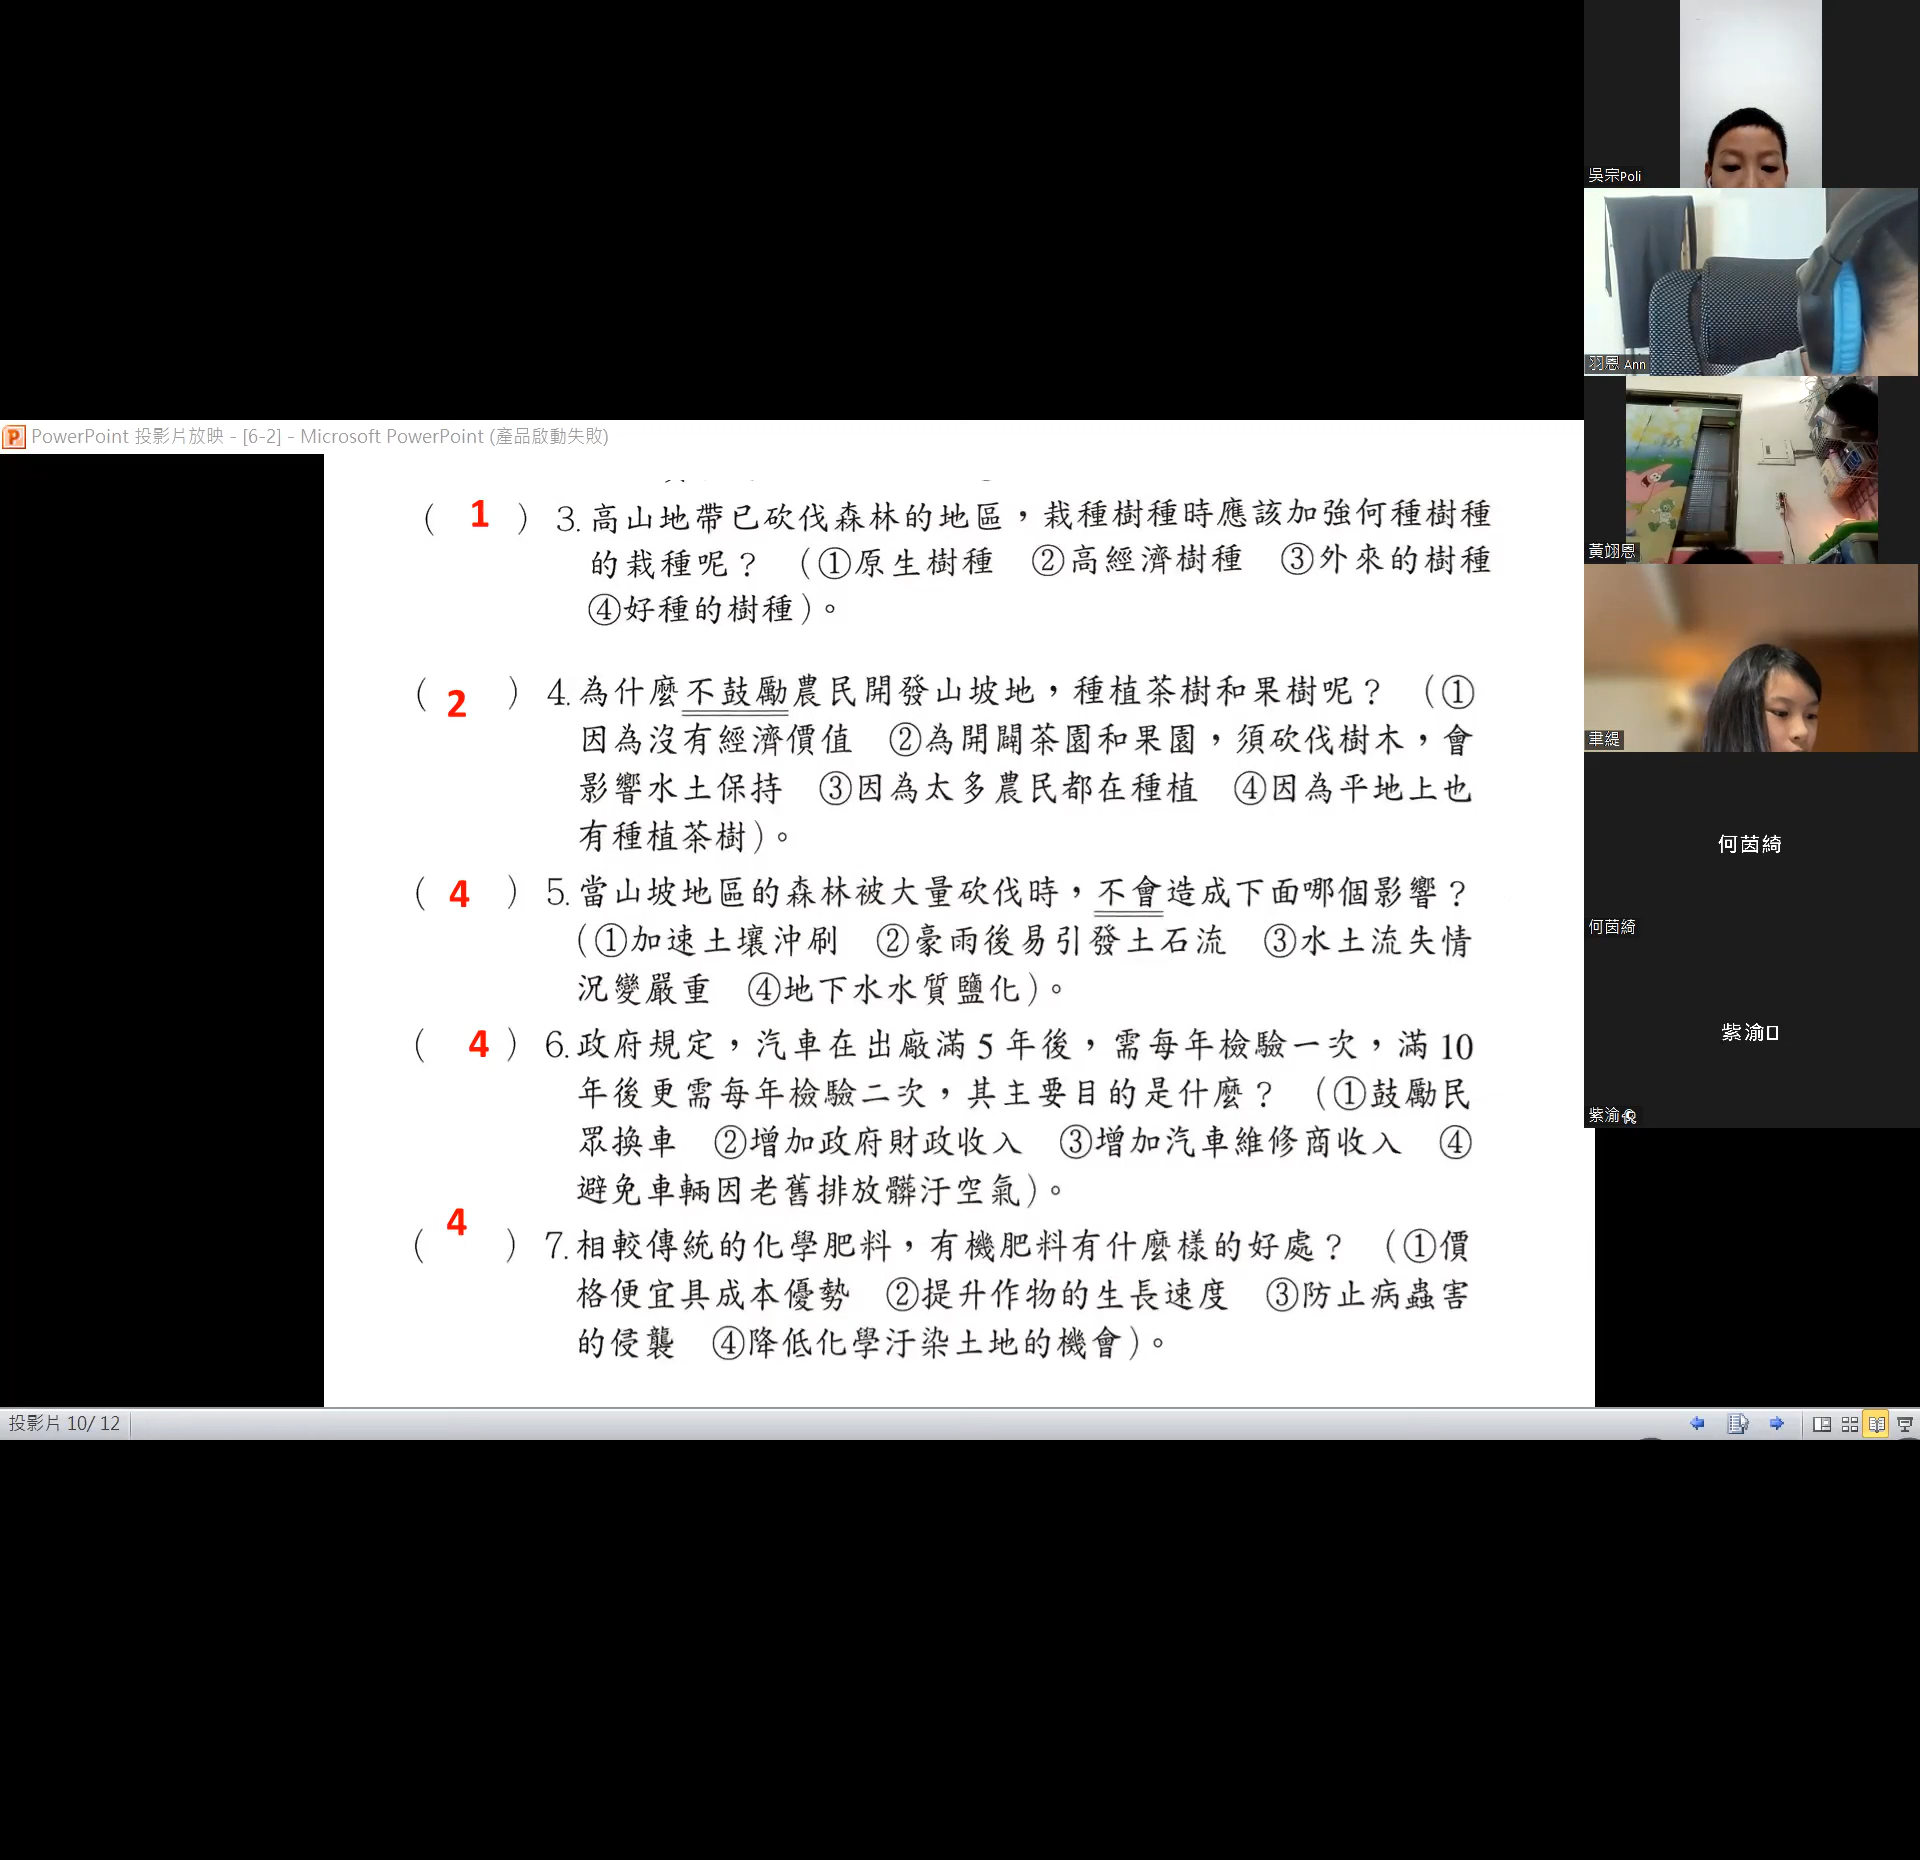 PowerPoint 投影片放映 - [6-2] - Microsoft PowerPoint (產品啟動失敗)
( 1 ) 3. 高山地帶已砍伐森林的地區，栽種樹種時應該加強何種樹種
的栽種呢？ （①原生樹種 ②高經濟樹種 ③外來的樹種
④好種的樹種）。
( 2 ) 4. 為什麼不鼓勵農民開發山坡地，種植茶樹和果樹呢？ （①
因為沒有經濟價值 ②為開闢茶園和果園，須砍伐樹木，會
影響水土保持 ③因為太多農民都在種植 ④因為平地上也
有種植茶樹）。
( 4 ) 5. 當山坡地區的森林被大量砍伐時，不會造成下面哪個影響？
（①加速土壤沖刷 ②豪雨後易引發土石流 ③水土流失情
況變嚴重 ④地下水水質鹽化）。
( 4 ) 6. 政府規定，汽車在出廠滿 5 年後，需每年檢驗一次，滿 10
年後更需每年檢驗二次，其主要目的是什麼？ （①鼓勵民
眾換車 ②增加政府財政收入 ③增加汽車維修商收入 ④
避免車輛因老舊排放髒汙空氣）。
( 4 ) 7. 相較傳統的化學肥料，有機肥料有什麼樣的好處？ （①價
格便宜具成本優勢 ②提升作物的生長速度 ③防止病蟲害
的侵襲 ④降低化學汙染土地的機會）。
投影片 10/ 12
吳宗Poli
羽恩 Ann
黃翊恩
聿緹
何茵綺
何茵綺
紫渝
紫渝